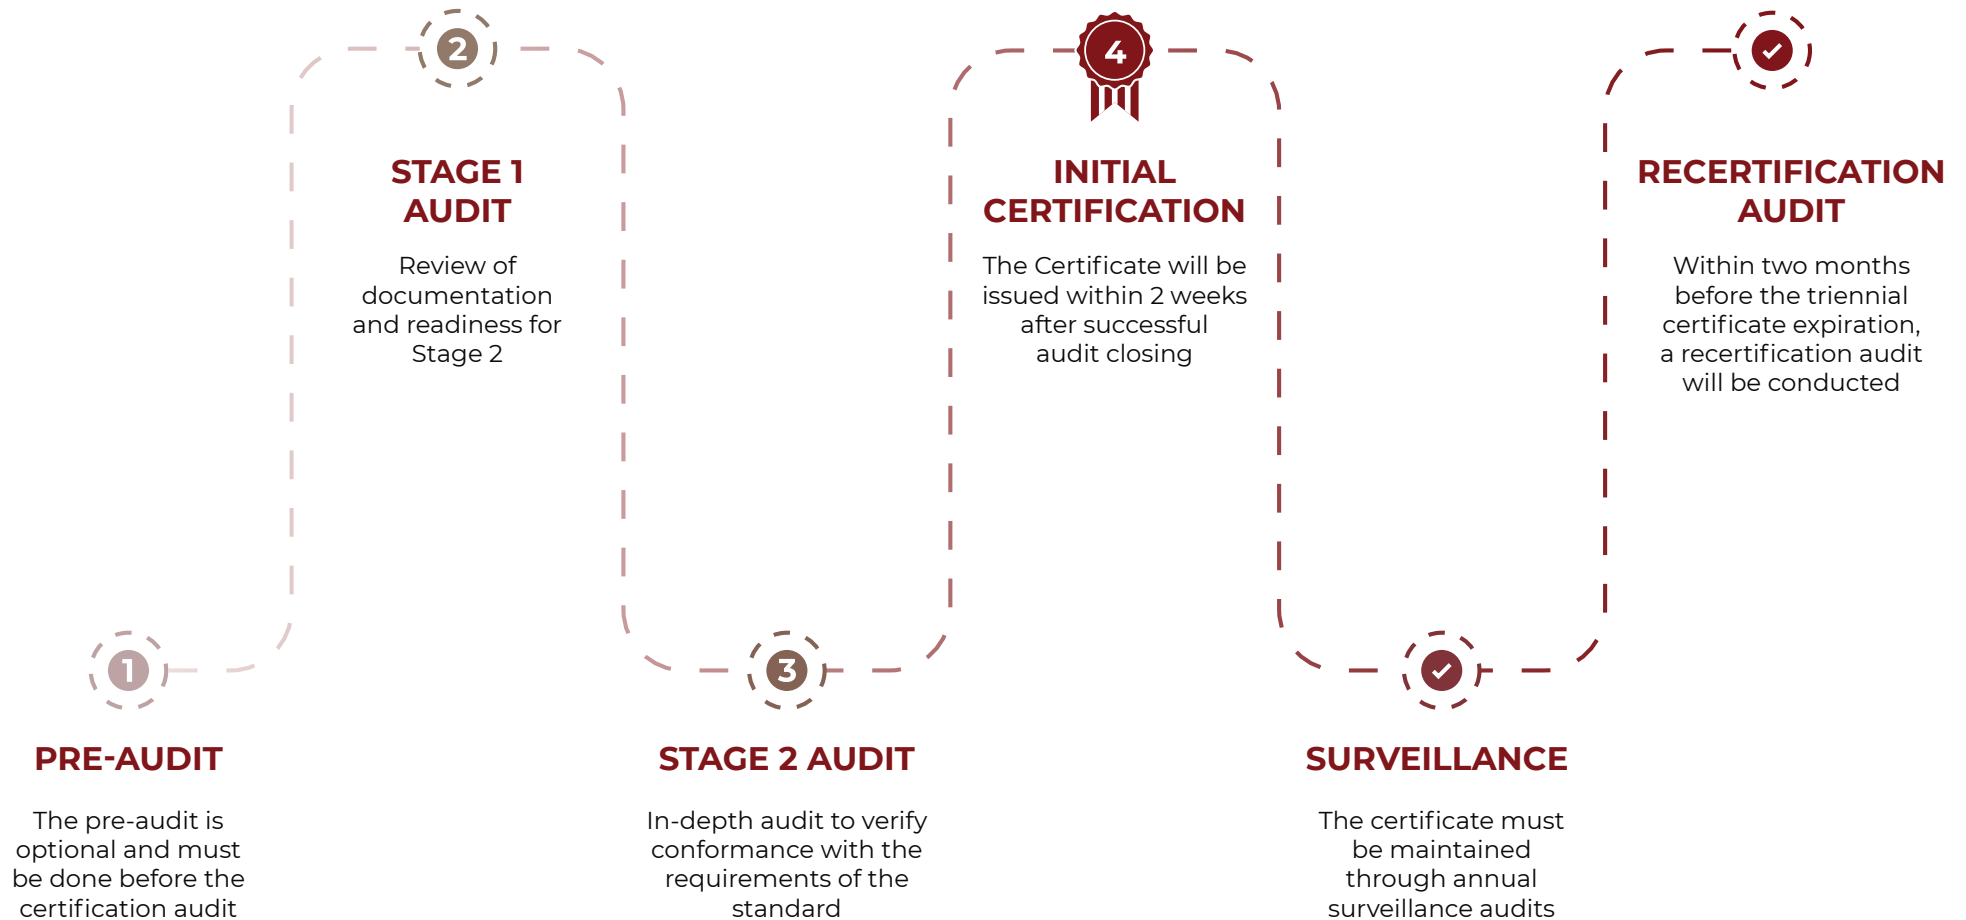 1
PRE-AUDIT
The pre-audit is
optional and must
be done before the
certification audit
2
STAGE 1
AUDIT
Review of
documentation
and readiness for
Stage 2
3
STAGE 2 AUDIT
In-depth audit to verify
conformance with the
requirements of the
standard
4
INITIAL
CERTIFICATION
The Certificate will be
issued within 2 weeks
after successful
audit closing
SURVEILLANCE
The certificate must
be maintained
through annual
surveillance audits
RECERTIFICATION
AUDIT
Within two months
before the triennial
certificate expiration,
a recertification audit
will be conducted